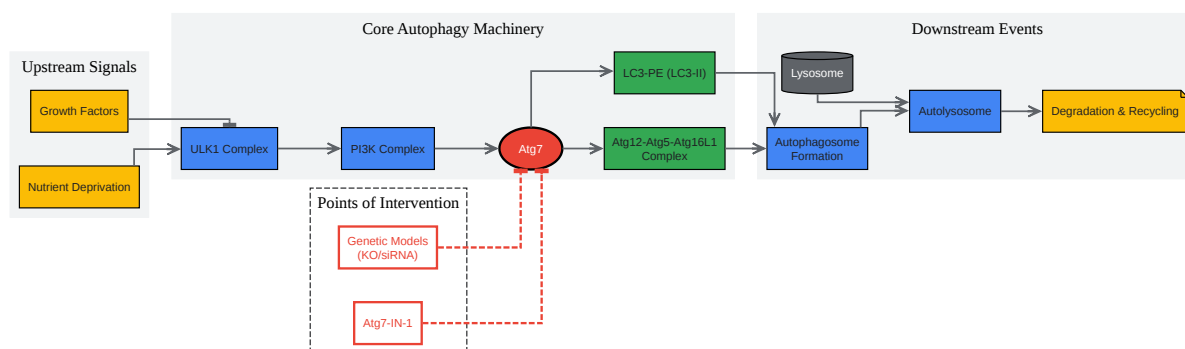 Core Autophagy Machinery
Downstream Events
Upstream Signals
Growth Factors
Nutrient Deprivation
ULK1 Complex
PI3K Complex
Atg7
LC3-PE (LC3-II)
Atg12-Atg5-Atg16L1
Complex
Lysosome
Autophagosome
Formation
Autolysosome
Degradation & Recycling
Points of Intervention
Genetic Models
(KO/siRNA)
Atg7-IN-1